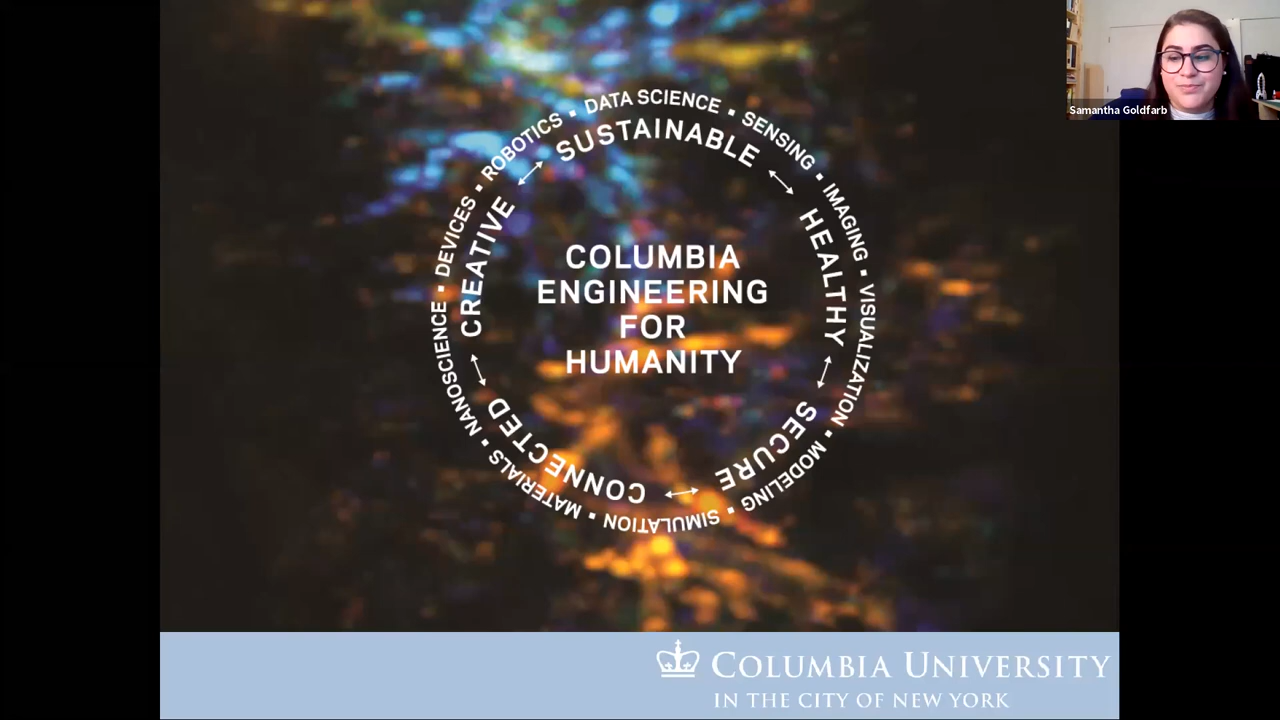 DATA SCIENCE ▪ SENSING ▪ IMAGING ▪ VISUALIZATION ▪ MODELING ▪ SIMULATION ▪ MATERIALS ▪ NANOSCIENCE ▪ DEVICES ▪ ROBOTICS ▪
SUSTAINABLE ↔ HEALTHY ↔ SECURE ↔ CONNECTED ↔ CREATIVE ↔
COLUMBIA
ENGINEERING
FOR
HUMANITY
Samantha Goldfarb
COLUMBIA UNIVERSITY
IN THE CITY OF NEW YORK